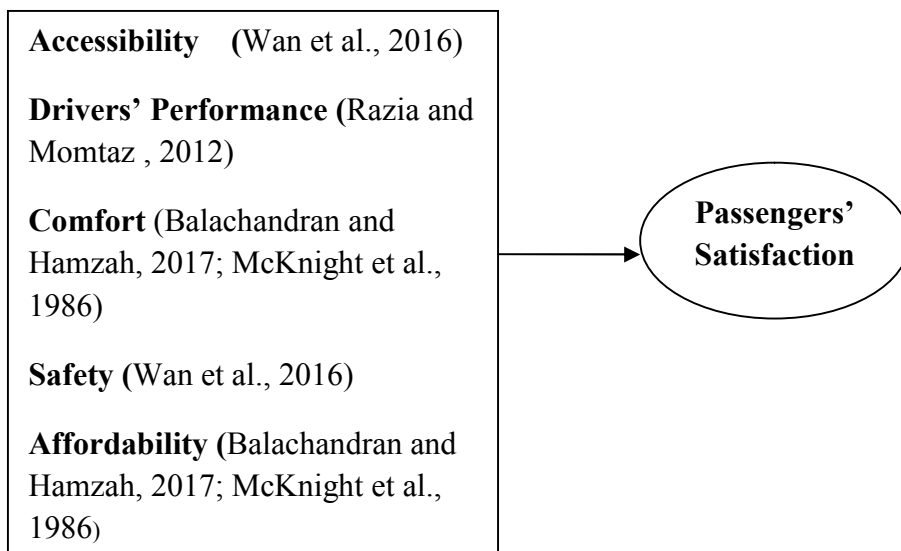 Accessibility (Wan et al., 2016)
Drivers’ Performance (Razia and
Momtaz , 2012)
Comfort (Balachandran and
Hamzah, 2017; McKnight et al.,
1986)
Safety (Wan et al., 2016)
Affordability (Balachandran and
Hamzah, 2017; McKnight et al.,
1986)
Passengers’
Satisfaction